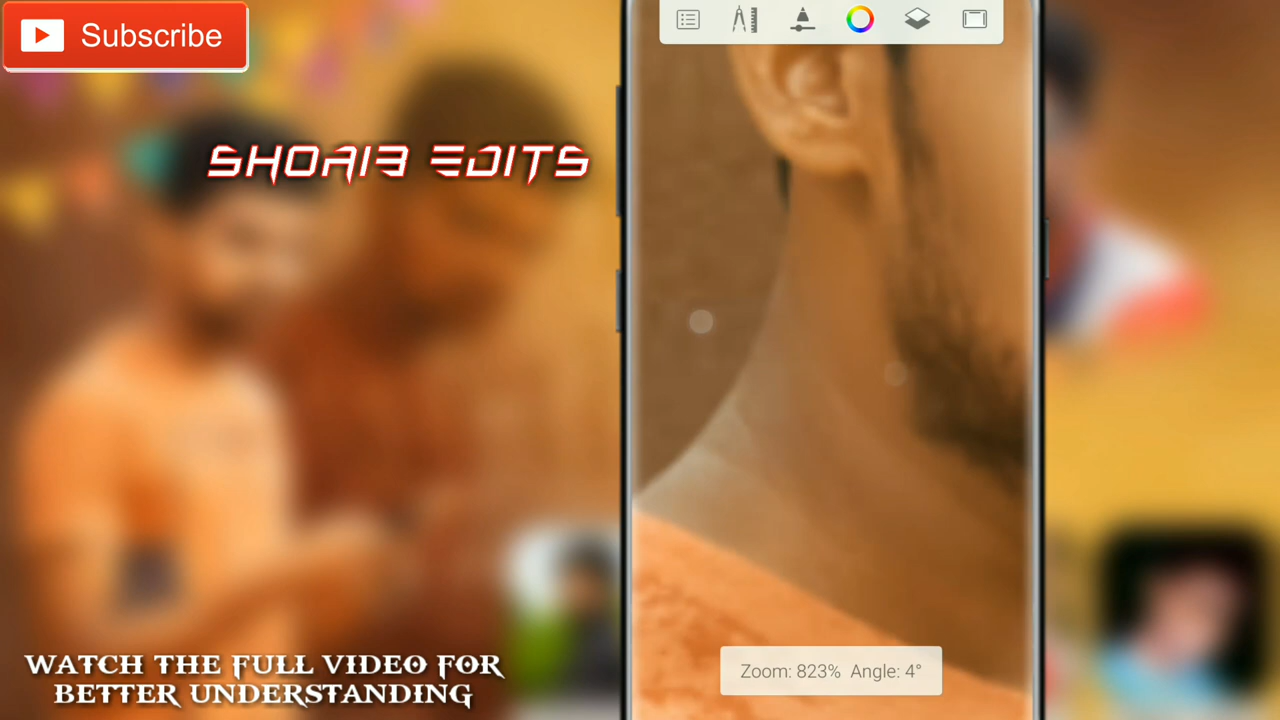 Subscribe
SHOAIB EDITS
WATCH THE FULL VIDEO FOR
BETTER UNDERSTANDING
Zoom: 823% Angle: 4°